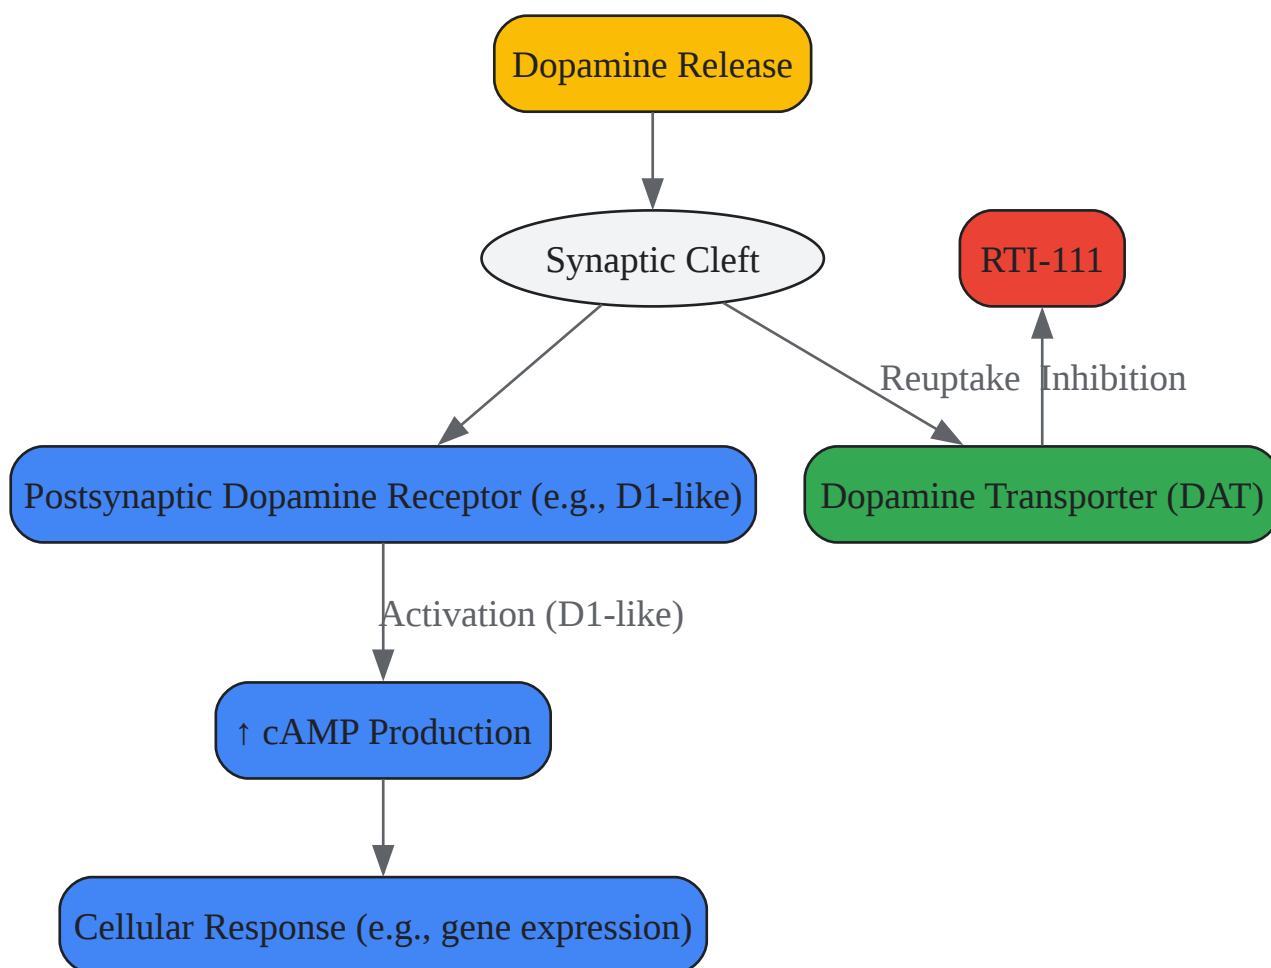 Dopamine Release
Synaptic Cleft
RTI-111
Reuptake
Inhibition
Postsynaptic Dopamine Receptor (e.g., D1-like)
Dopamine Transporter (DAT)
Activation (D1-like)
↑ cAMP Production
Cellular Response (e.g., gene expression)